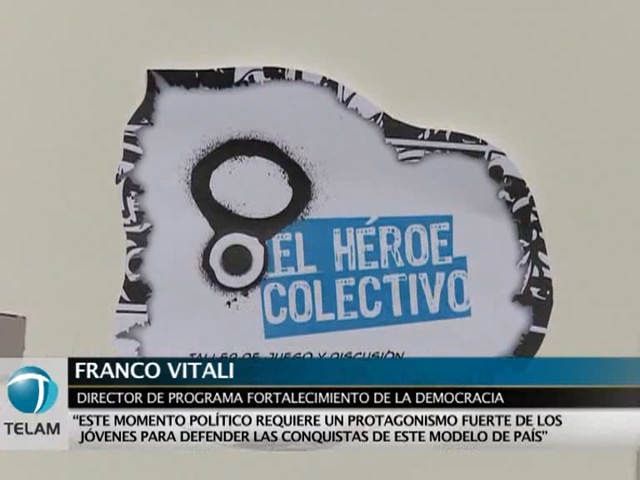 EL HÉROE
COLECTIVO
TALLER DE JUEGO Y DISCUSIÓN
FRANCO VITALI
DIRECTOR DE PROGRAMA FORTALECIMIENTO DE LA DEMOCRACIA
TELAM
“ESTE MOMENTO POLÍTICO REQUIERE UN PROTAGONISMO FUERTE DE LOS
JÓVENES PARA DEFENDER LAS CONQUISTAS DE ESTE MODELO DE PAÍS”